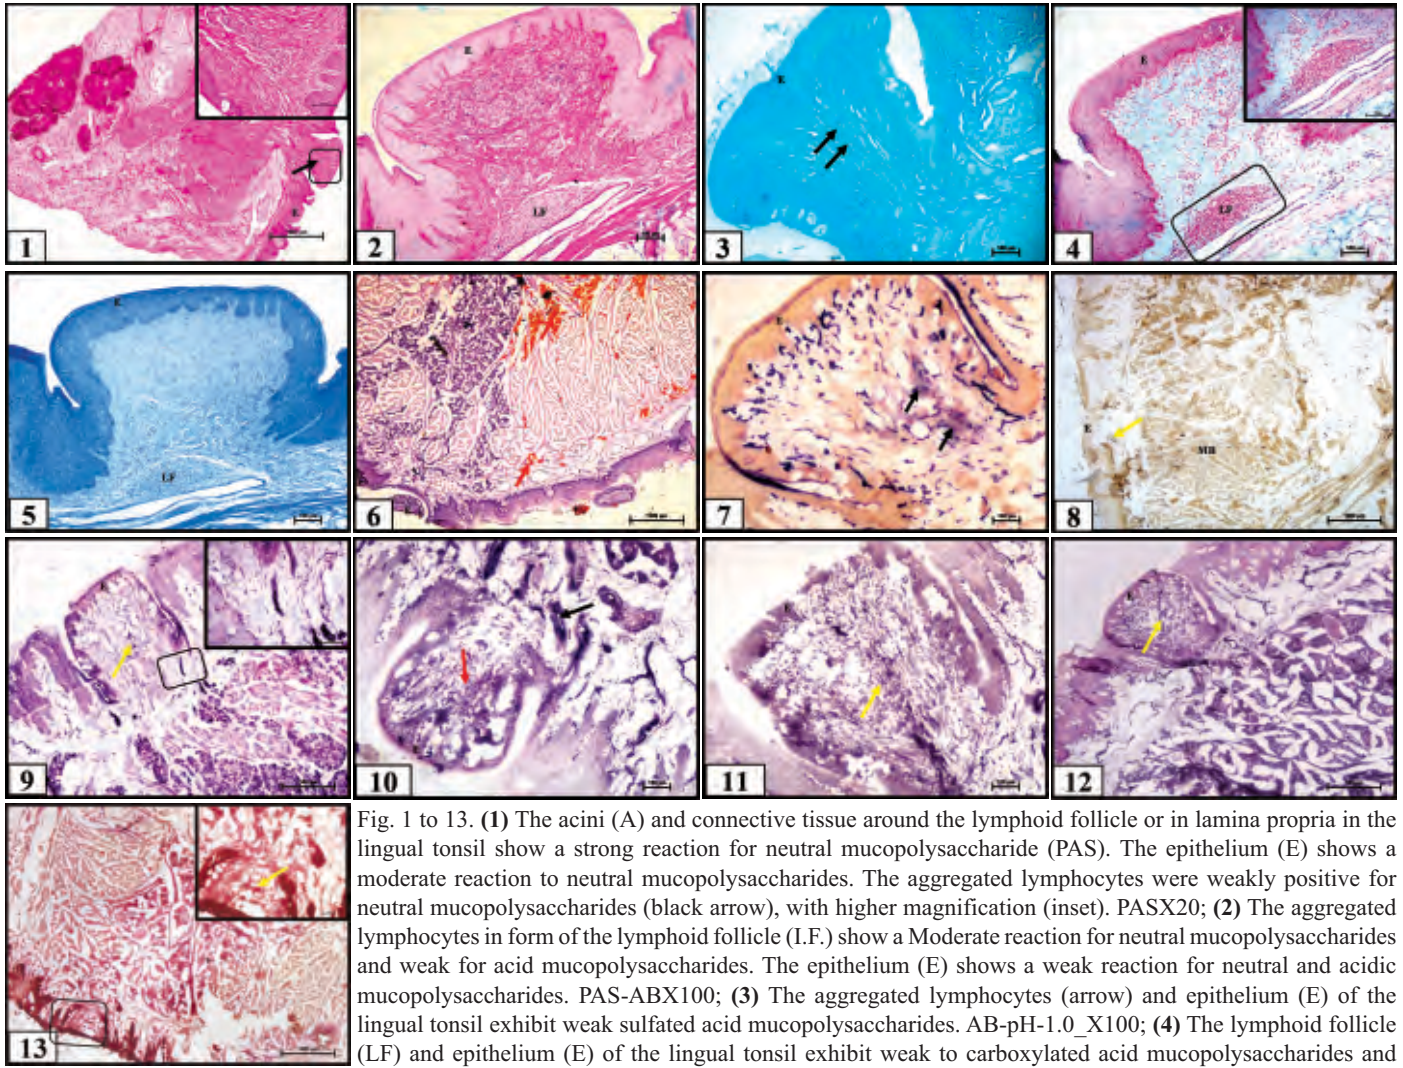 1
E
2
E
LF
3
E
4
E
LF
5
E
LF
6
7
E
8
E
MB
9
E
10
E
11
E
12
E
13
Fig. 1 to 13. (1) The acini (A) and connective tissue around the lymphoid follicle or in lamina propria in the
lingual tonsil show a strong reaction for neutral mucopolysaccharide (PAS). The epithelium (E) shows a
moderate reaction to neutral mucopolysaccharides. The aggregated lymphocytes were weakly positive for
neutral mucopolysaccharides (black arrow), with higher magnification (inset). PASX20; (2) The aggregated
lymphocytes in form of the lymphoid follicle (I.F.) show a Moderate reaction for neutral mucopolysaccharides
and weak for acid mucopolysaccharides. The epithelium (E) shows a weak reaction for neutral and acidic
mucopolysaccharides. PAS-ABX100; (3) The aggregated lymphocytes (arrow) and epithelium (E) of the
lingual tonsil exhibit weak sulfated acid mucopolysaccharides. AB-pH-1.0_X100; (4) The lymphoid follicle
(LF) and epithelium (E) of the lingual tonsil exhibit weak to carboxylated acid mucopolysaccharides and